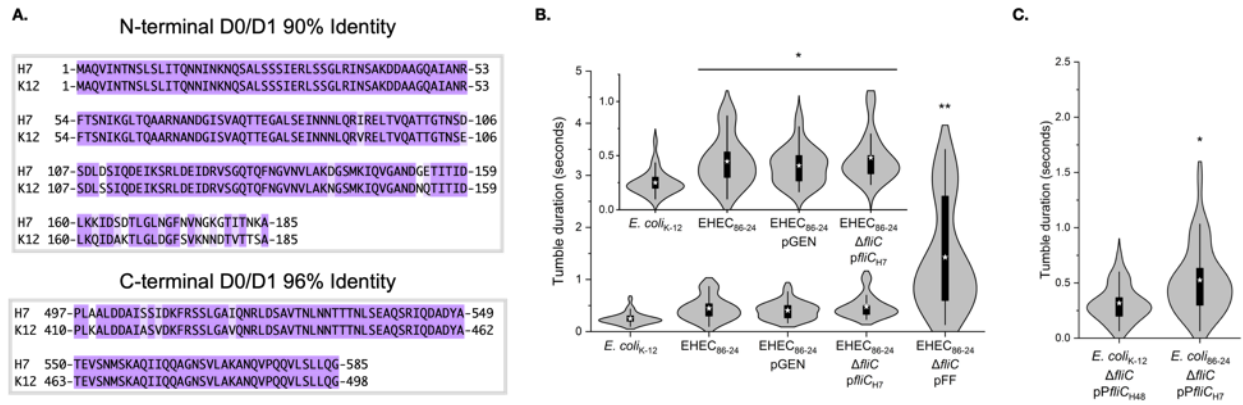 A.
N-terminal D0/D1 90% Identity
H7 1-MAQVINTNSLSLITQNNINKNQSALSSSIERLSSGLRINSAKDDAAGQAIANR-53
K12 1-MAQVINTNSLSLITQNNINKNQSALSSSIERLSSGLRINSAKDDAAGQAIANR-53
H7 54-FTSNIKGLTQAARNANDGISVAQTTEGALSEINNNLQRIRELTVQATTGTNSD-106
K12 54-FTSNIKGLTQAARNANDGISVAQTTEGALSEINNNLQRVRELTVQATTGTNSE-106
H7 107-SDLDSIQDEIKSRLDEIDRVSGQTQFNGVNVLAKDGSMKIQVGANDGETITID-159
K12 107-SDLSSIQDEIKSRLDEIDRVSGQTQFNGVNVLAKNGSMKIQVGANDNQTITID-159
H7 160-LKKIDSDTLGLNGFNVNGKGTITNKA-185
K12 160-LKQIDAKTLGLDGFSVKNNDTVTTSA-185
C-terminal D0/D1 96% Identity
H7 497-PLAALDDAISSIDKFRSSLGAIQNRLDSAVTNLNNTTTNLSEAQSRIQDADYA-549
K12 410-PLKALDDAIASVDKFRSSLGAVQNRLDSAVTNLNNTTTNLSEAQSRIQDADYA-462
H7 550-TEVSNMSKAQIIQQAGNSVLAKANQVPQQVLSLLQG-585
K12 463-TEVSNMSKAQIIQQAGNSVLAKANQVPQQVLSLLQG-498
B.
Tumble duration (seconds)
5
4
3
2
1
0
*
**
1.0
0.5
0
E. coliK-12
EHEC86-24
EHEC86-24
pGEN
EHEC86-24
ΔfliC
pfliCH7
E. coliK-12
EHEC86-24
EHEC86-24
pGEN
EHEC86-24
ΔfliC
pfliCH7
EHEC86-24
ΔfliC
pFF
C.
Tumble duration (seconds)
2.5
2.0
1.5
1.0
0.5
0
*
E. coliK-12
ΔfliC
pPfliCH48
E. coli86-24
ΔfliC
pPfliCH7